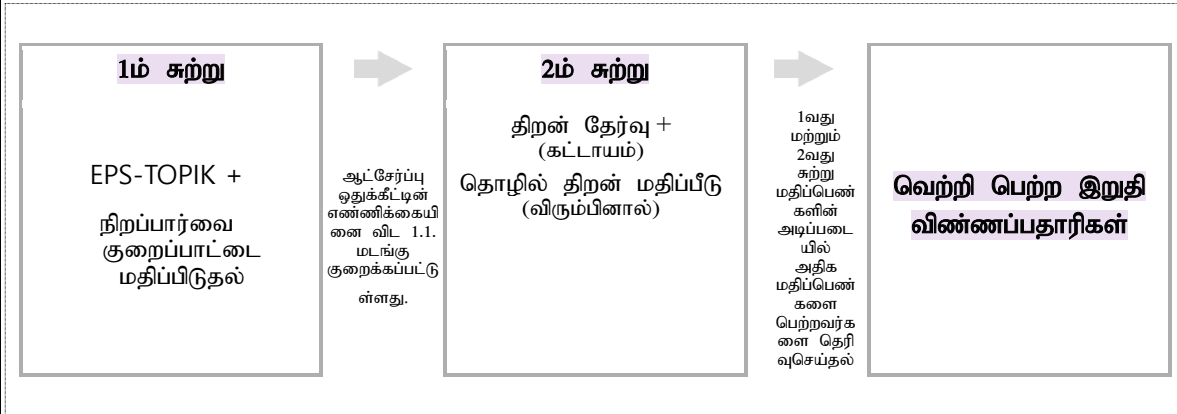 1ம் சுற்று
EPS-TOPIK +
நிறப்பார்வை
குறைப்பாட்டை
மதிப்பிடுதல்
ஆட்சேர்ப்பு
ஒதுக்கீட்டின்
எண்ணிக்கையி
னை விட 1.1.
மடங்கு
குறைக்கப்பட்டு
ள்ளது.
2ம் சுற்று
திறன் தேர்வு +
(கட்டாயம்)
தொழில் திறன் மதிப்பீடு
(விரும்பினால்)
1வது
மற்றும்
2வது
சுற்று
மதிப்பெண்
களின்
அடிப்படை
யில்
அதிக
மதிப்பெண்
களை
பெற்றவர்க
ளை தெரி
வுசெய்தல்
வெற்றி பெற்ற இறுதி
விண்ணப்பதாரிகள்